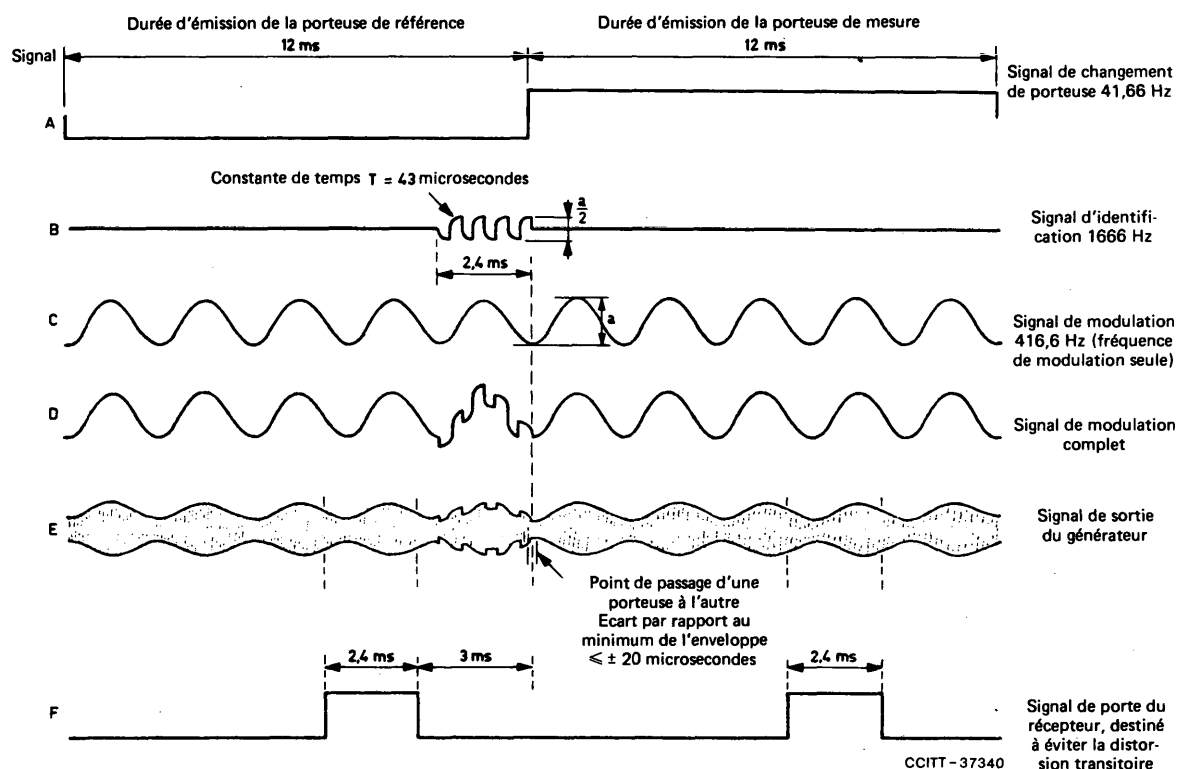 Durée d'émission de la porteuse de référence
Durée d'émission de la porteuse de mesure
12 ms
12 ms
Signal
Signal de changement
de porteuse 41,66 Hz
A
Constante de temps T = 43 microsecondes
a/2
B
Signal d'identifi-
cation 1666 Hz
2,4 ms
C
a
Signal de modulation
416,6 Hz (fréquence
de modulation seule)
D
Signal de modulation
complet
E
Signal de sortie
du générateur
Point de passage d'une
porteuse à l'autre
Ecart par rapport au
minimum de l'enveloppe
⩽ ± 20 microsecondes
2,4 ms
3 ms
2,4 ms
F
Signal de porte du
récepteur, destiné
à éviter la distor-
sion transitoire
CCITT – 37340